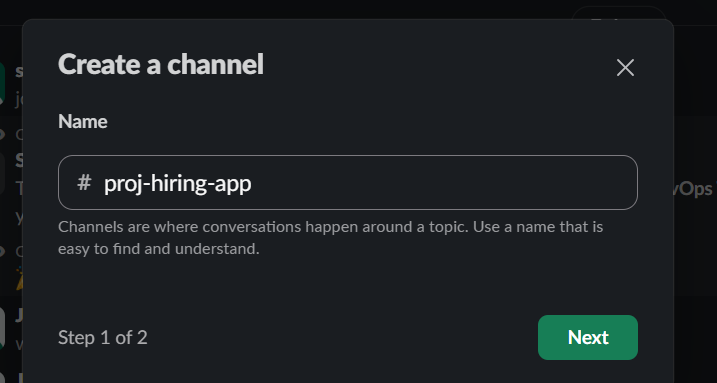 Create a channel
Name
# proj-hiring-app
Channels are where conversations happen around a topic. Use a name that is
easy to find and understand.
Step 1 of 2
Next